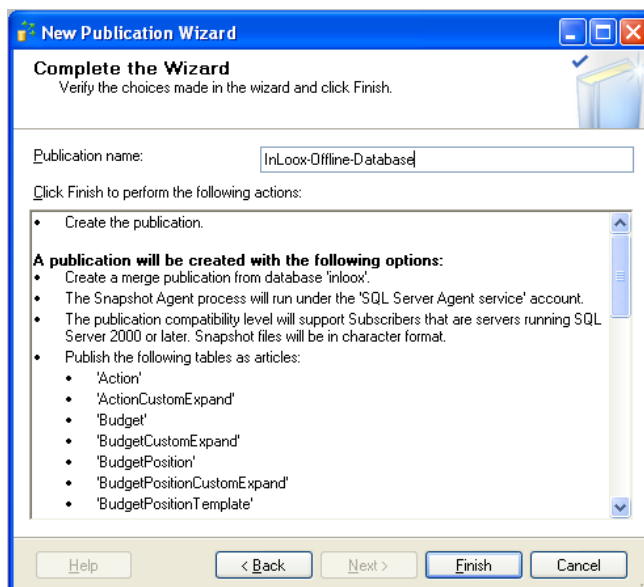 New Publication Wizard
Complete the Wizard
Verify the choices made in the wizard and click Finish.
Publication name:
InLoox-Offline-Database
Click Finish to perform the following actions:
• Create the publication.
A publication will be created with the following options:
• Create a merge publication from database 'inloox'.
• The Snapshot Agent process will run under the 'SQL Server Agent service' account.
• The publication compatibility level will support Subscribers that are servers running SQL
Server 2000 or later. Snapshot files will be in character format.
• Publish the following tables as articles:
• 'Action'
• 'ActionCustomExpand'
• 'Budget'
• 'BudgetCustomExpand'
• 'BudgetPosition'
• 'BudgetPositionCustomExpand'
• 'BudgetPositionTemplate'
Help
< Back
Next >
Finish
Cancel